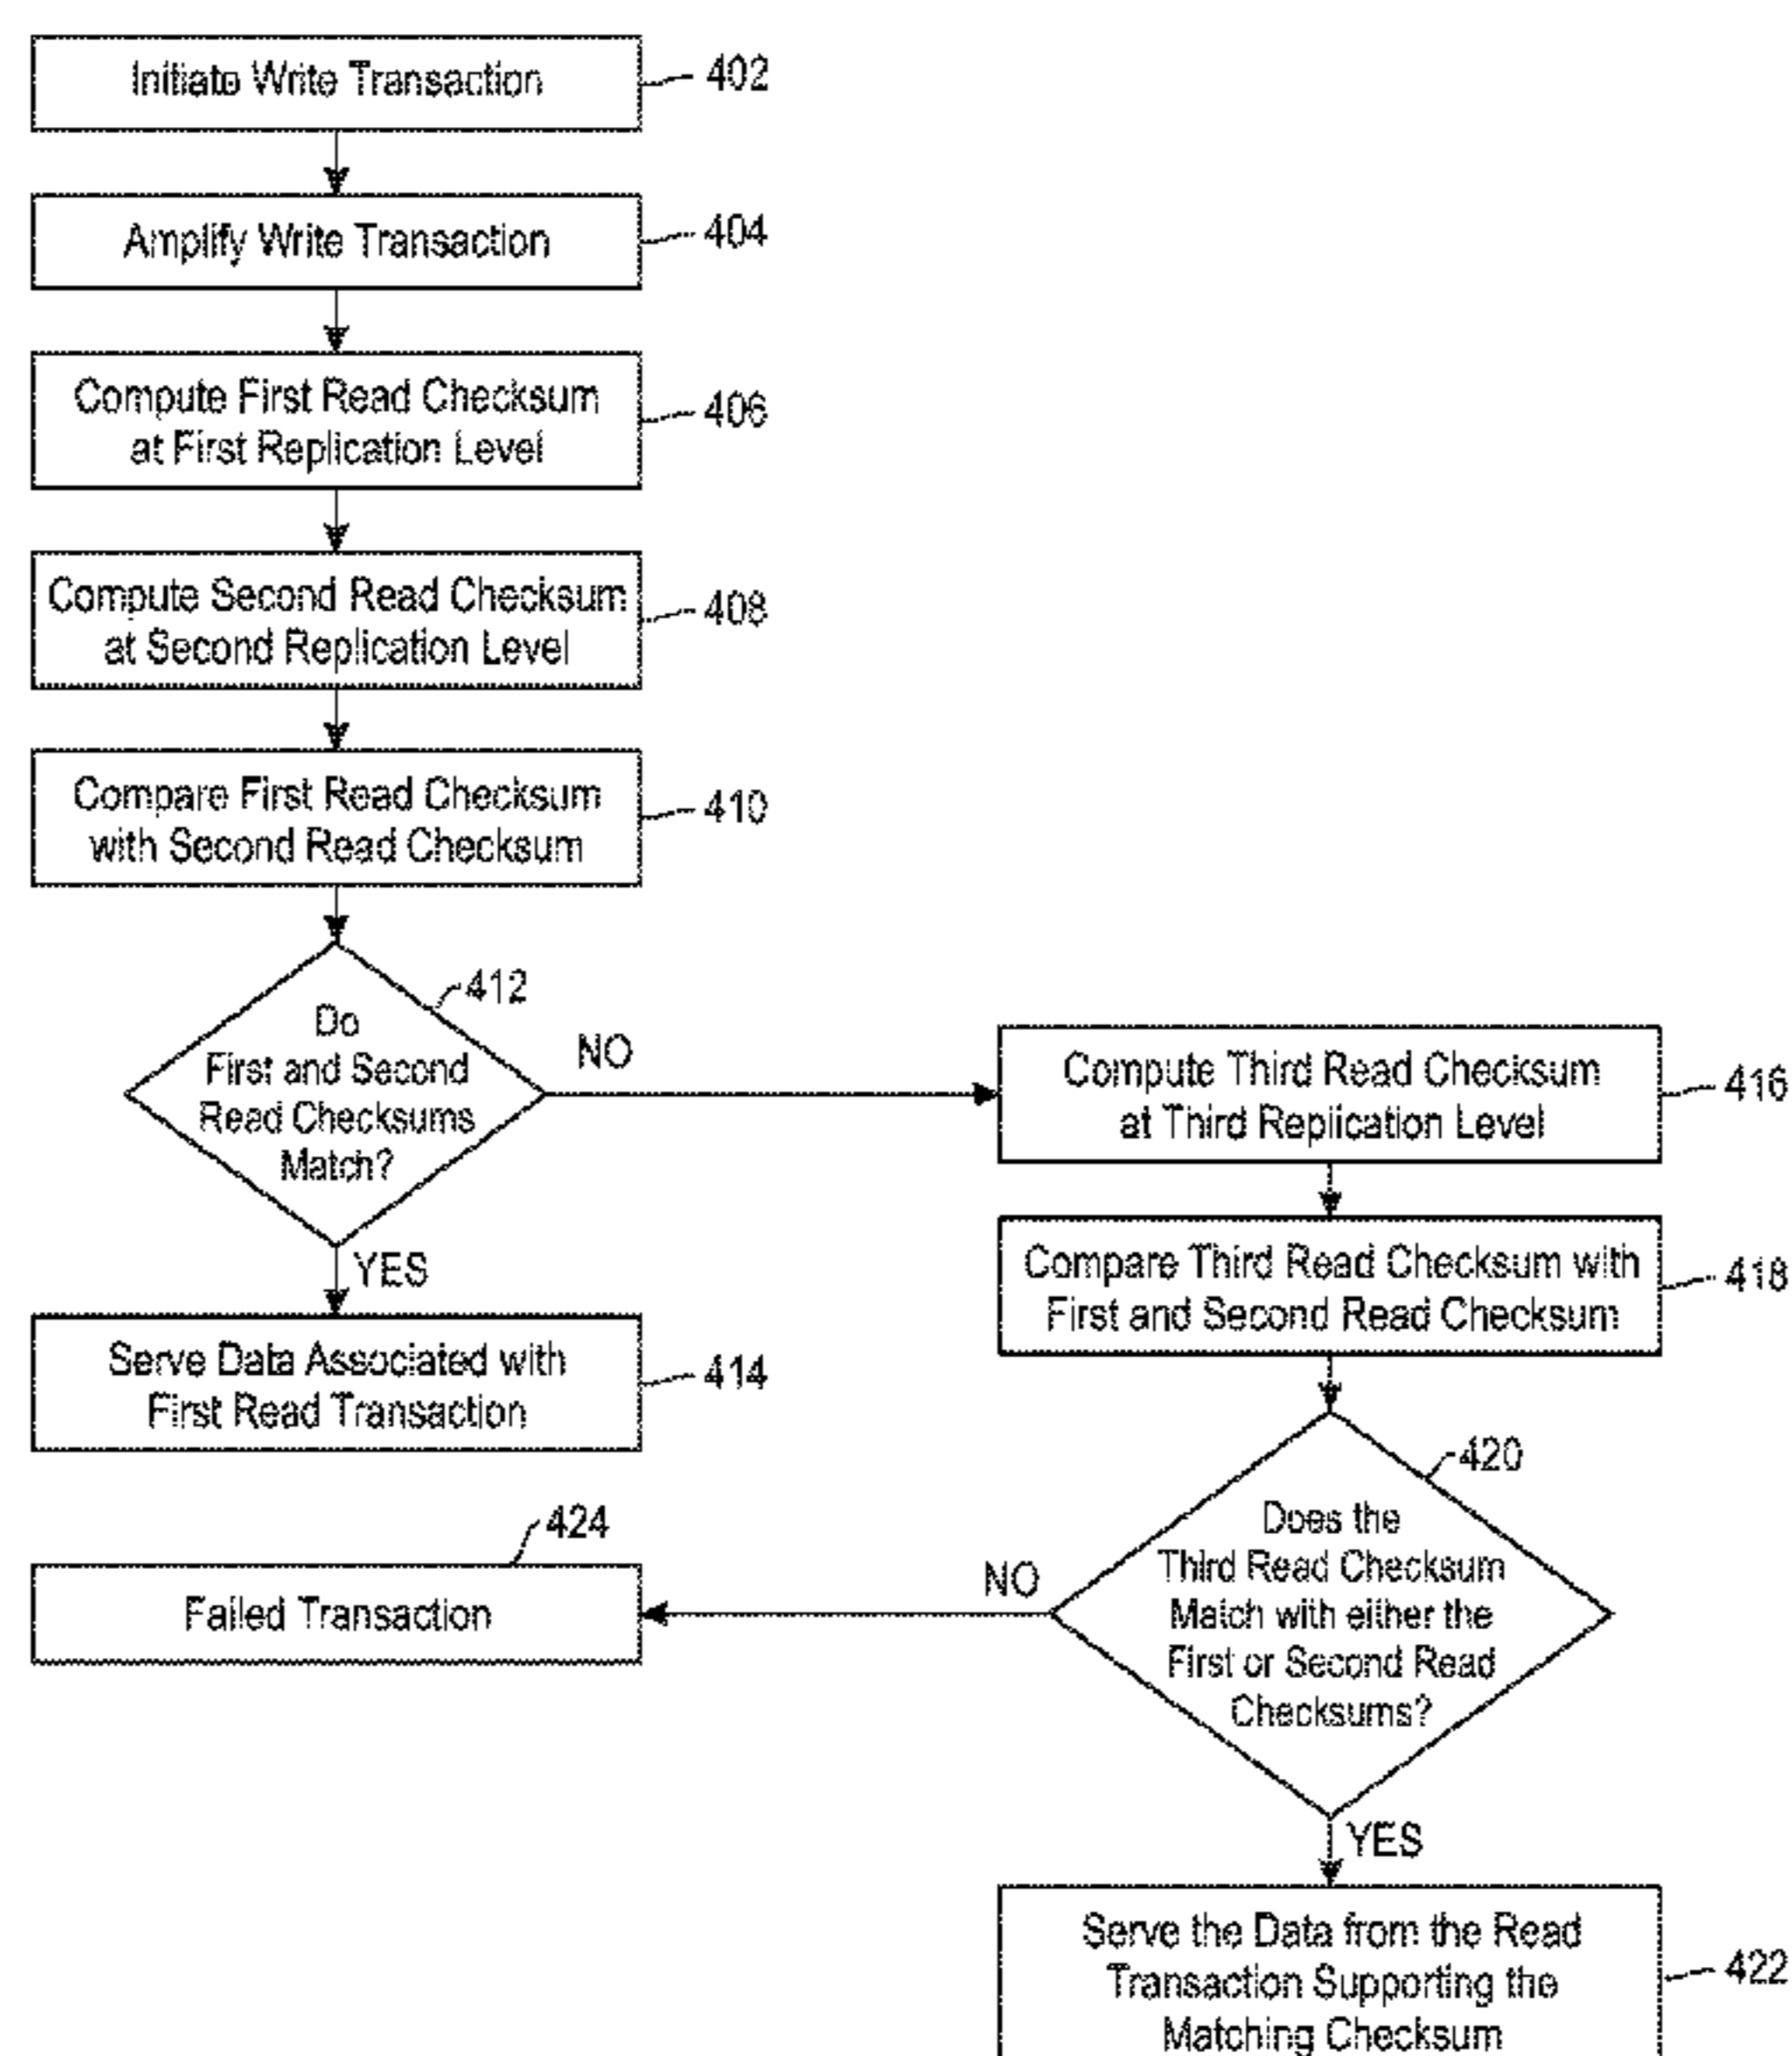 Initiate Write Transaction
402
Amplify Write Transaction
404
Compute First Read Checksum
at First Replication Level
406
Compute Second Read Checksum
at Second Replication Level
408
Compare First Read Checksum
with Second Read Checksum
410
412
Do
First and Second
Read Checksums
Match?
NO
YES
Serve Data Associated with
First Read Transaction
414
Compute Third Read Checksum
at Third Replication Level
416
Compare Third Read Checksum with
First and Second Read Checksum
418
420
Does the
Third Read Checksum
Match with either the
First or Second Read
Checksums?
NO
424
Failed Transaction
YES
Serve the Data from the Read
Transaction Supporting the
Matching Checksum
422